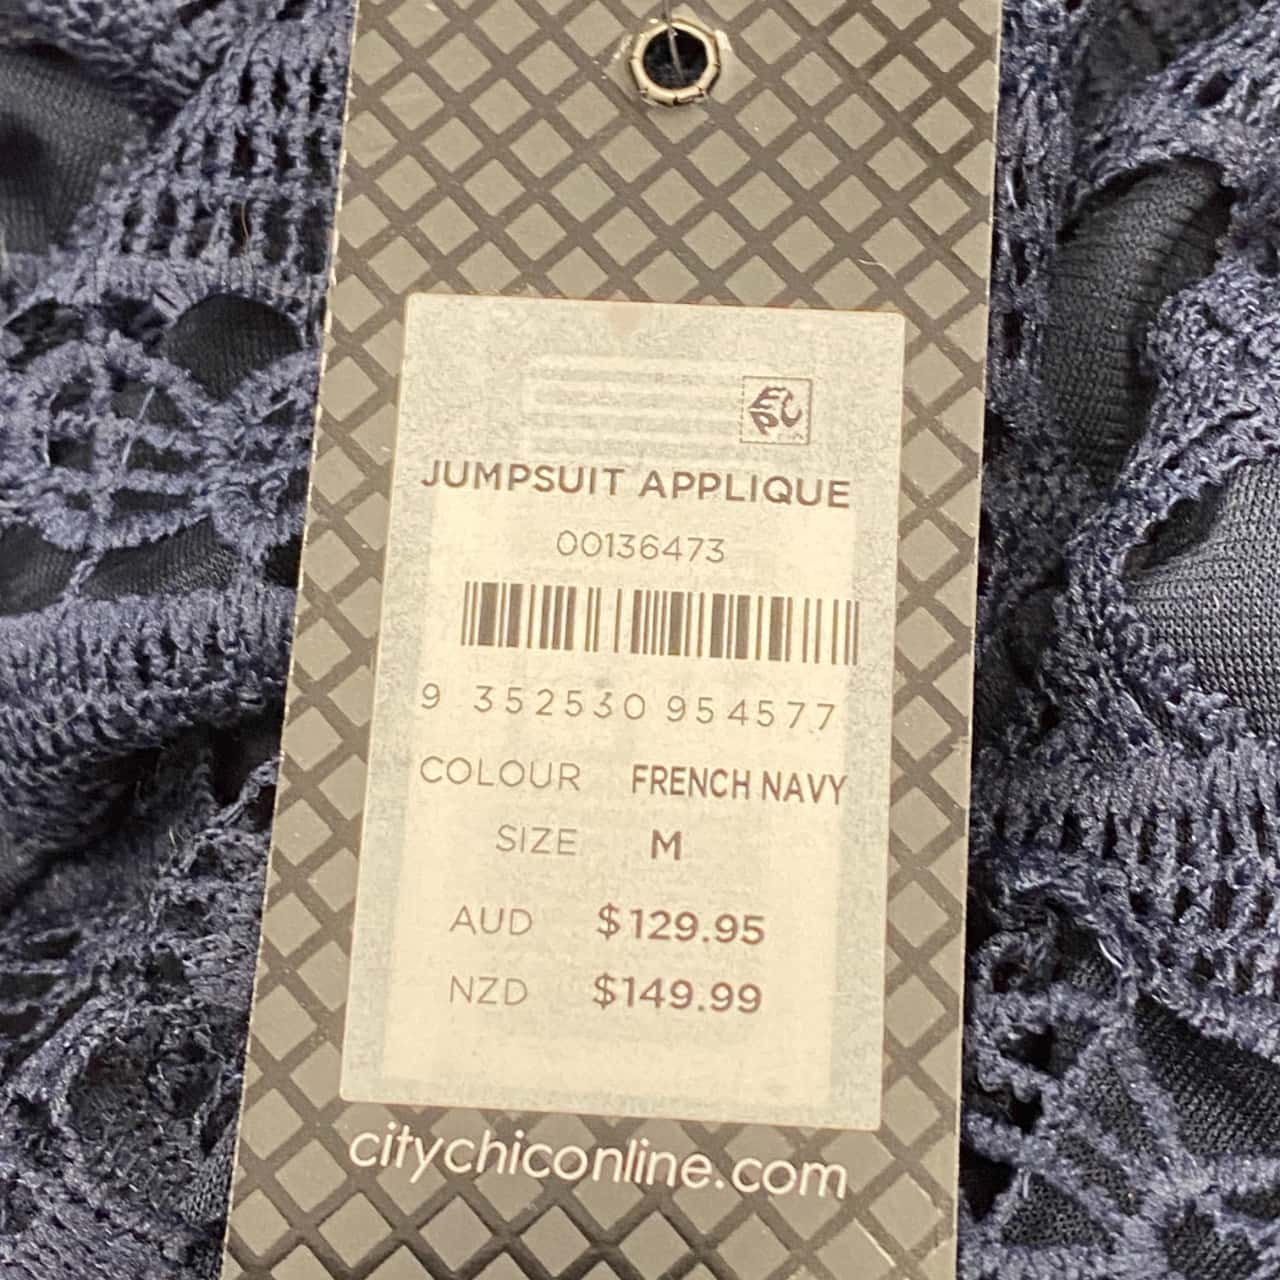 JUMPSUIT APPLIQUE
00136473
9 352530 954577
COLOUR FRENCH NAVY
SIZE M
AUD $129.95
NZD $149.99
citychiconline.com